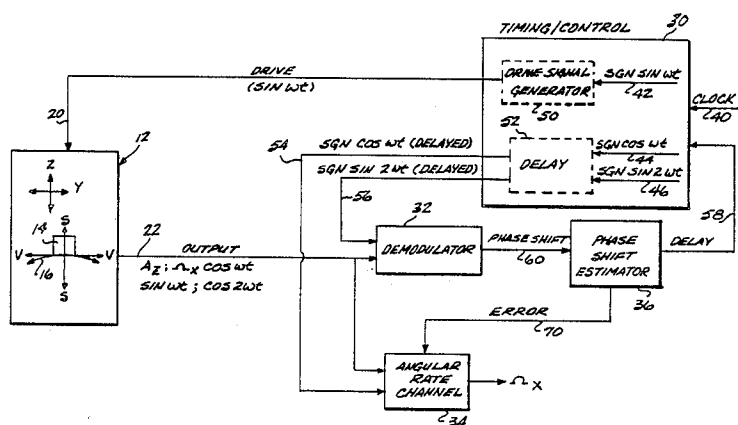 TIMING/CONTROL
30
DRIVE
(SIN ωt)
DRIVE SIGNAL
GENERATOR
50
SGN SIN ωt
42
CLOCK
40
20
12
54
SGN COS ωt (DELAYED)
52
DELAY
SGN COS ωt
44
SGN SIN 2ωt (DELAYED)
SGN SIN 2ωt
46
Z
Y
56
58
14
S
32
22
V
V
16
S
OUTPUT
A_Z; Ω_X COS ωt
SIN ωt; COS 2ωt
DEMODULATOR
PHASE SHIFT
60
PHASE
SHIFT
ESTIMATOR
DELAY
36
ERROR
70
ANGULAR
RATE
CHANNEL
Ω X
34